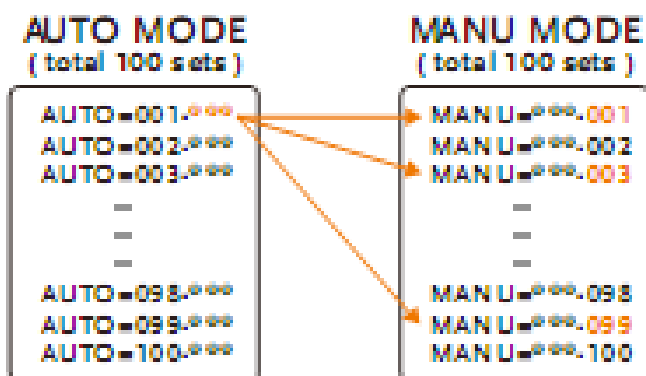 AUTO MODE
( total 100 sets )
AUTO=001-***
AUTO=002-***
AUTO=003-***
AUTO=098-***
AUTO=099-***
AUTO=100-***
MANU MODE
( total 100 sets )
MANU=***-001
MANU=***-002
MANU=***-003
MANU=***-098
MANU=***-099
MANU=***-100